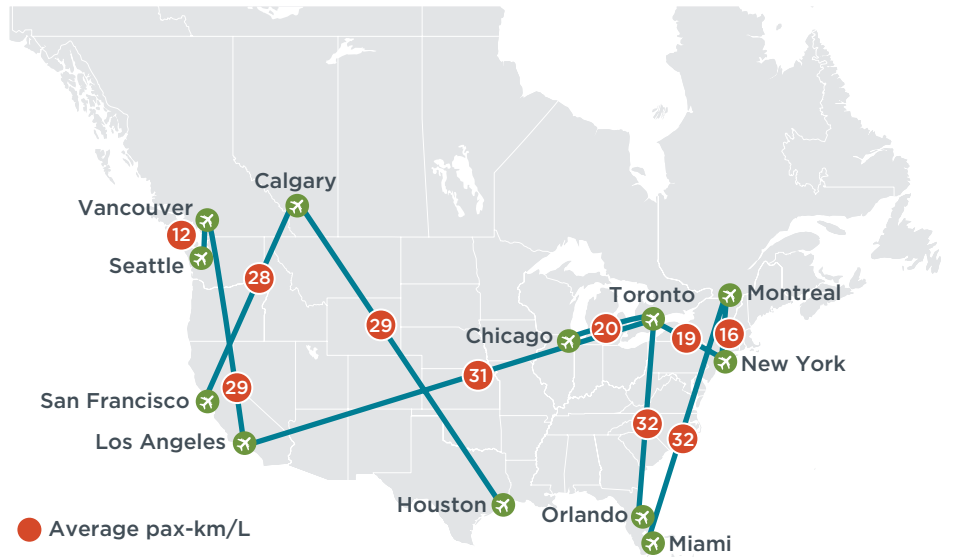 Calgary
Vancouver
12
Seattle
28
Toronto
Montreal
29
Chicago
20
19
16
New York
31
San Francisco
29
Los Angeles
32
32
Houston
Orlando
Average pax-km/L
Miami